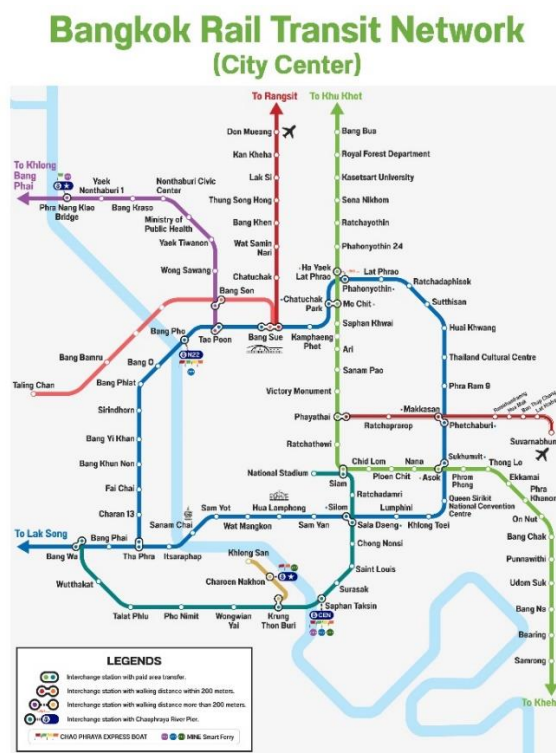 Bangkok Rail Transit Network
(City Center)
To Rangsit
To Khu Khot
Don Mueang
Bang Bua
Kan Kheha
Royal Forest Department
To Khlong
Bang
Phai
Lak Si
Kasetsart University
Yaek
Nonthaburi 1
Nonthaburi Civic
Center
Thung Song Hong
Sena Nikhom
Phra Nang Klao
Bridge
Bang Kraso
Ministry of
Public Health
Bang Khen
Ratchayothin
Yaek Tiwanon
Wat Samin
Nari
Phahonyothin 24
Wong Sawang
Chatuchak
-Ha Yaek
Lat Phrao
Lat Phrao
Phahonyothin-
Ratchadaphisek
Bang Son
-Chatuchak
Park
Mo Chit-
Sutthisan
Bang Pho
Tao Poon
Bang Sue
Kamphaeng
Phet
Saphan Khwai
Huai Khwang
N22
Ari
Bang Bamru
Bang O
Thailand Cultural Centre
Sanam Pao
Taling Chan
Bang Phlat
Victory Monument
Phra Ram 9
Sirindhorn
Phayathai
-Makkasan
Ratchaprarop
Phetchaburi-
Suvarnabhumi
Bang Yi Khan
Ratchathewi
Bang Khun Non
National Stadium
Siam
Chid Lom
Ploen Chit
Nana
Sukhumvit-
-Asok
Phrom
Phong
Thong Lo
Ekkamai
Phra
Khanong
Fai Chai
Ratchadamri
Queen Sirikit
National Convention
Centre
Charan 13
Sanam Chai
Sam Yot
Hua Lamphong
-Silom
Lumphini
On Nut
To Lak Song
Bang Phai
Wat Mangkon
Sam Yan
Sala Daeng-
Khlong Toei
Bang Chak
Bang Wa
Tha Phra
Itsaraphap
Khlong San
Chong Nonsi
Punnawithi
Charoen Nakhon
Saint Louis
Wutthakat
Udom Suk
Surasak
Bang Na
Talat Phlu
Pho Nimit
Wongwian
Yai
Krung
Thon Buri
Saphan Taksin
CEN
Bearing
Samrong
To Kheha
LEGENDS
Interchange station with paid area transfer.
Interchange station with walking distance within 200 meters.
Interchange station with walking distance more than 200 meters.
Interchange station with Chaophraya River Pier.
CHAO PHRAYA EXPRESS BOAT
MINE Smart Ferry